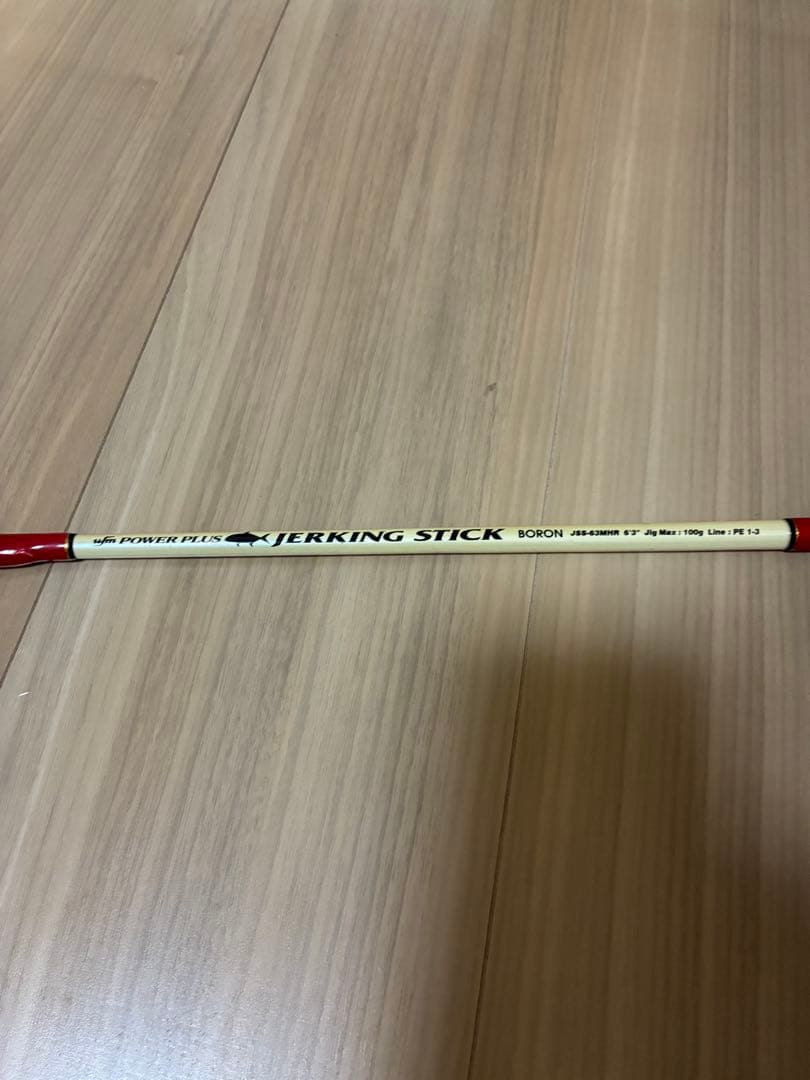 ufm POWER PLUS JERKING STICK BORON JSS-63MHR 6'3" Jig Max : 100g Line : PE 1-3